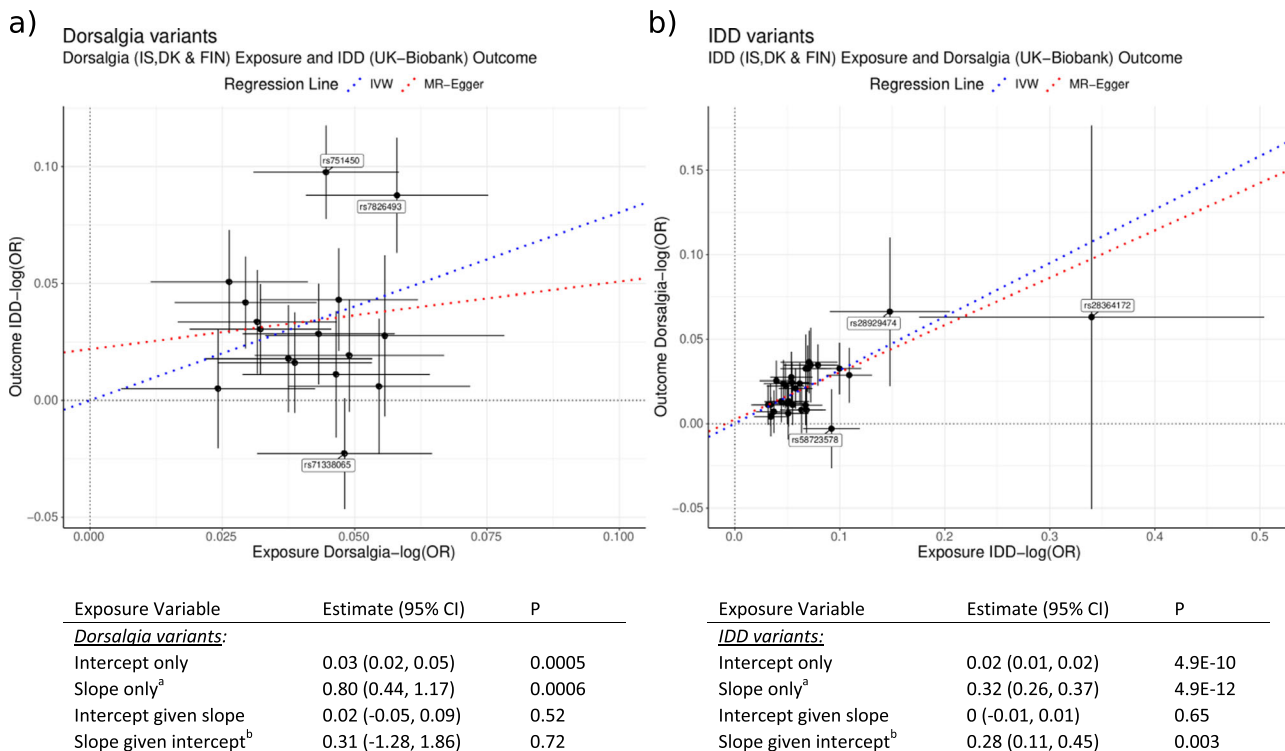 a)
Dorsalgia variants
Dorsalgia (IS,DK & FIN) Exposure and IDD (UK−Biobank) Outcome
Regression Line IVW MR−Egger
Outcome IDD−log(OR)
0.10
0.05
0.00
−0.05
rs751450
rs7826493
rs71338065
0.000 0.025 0.050 0.075 0.100
Exposure Dorsalgia−log(OR)
Exposure Variable Estimate (95% CI) P
Dorsalgia variants:
Intercept only 0.03 (0.02, 0.05) 0.0005
Slope onlyᵃ 0.80 (0.44, 1.17) 0.0006
Intercept given slope 0.02 (-0.05, 0.09) 0.52
Slope given interceptᵇ 0.31 (-1.28, 1.86) 0.72
b)
IDD variants
IDD (IS,DK & FIN) Exposure and Dorsalgia (UK−Biobank) Outcome
Regression Line IVW MR−Egger
Outcome Dorsalgia−log(OR)
0.15
0.10
0.05
0.00
−0.05
rs28364172
rs28929474
rs58723578
0.0 0.1 0.2 0.3 0.4 0.5
Exposure IDD−log(OR)
Exposure Variable Estimate (95% CI) P
IDD variants:
Intercept only 0.02 (0.01, 0.02) 4.9E-10
Slope onlyᵃ 0.32 (0.26, 0.37) 4.9E-12
Intercept given slope 0 (-0.01, 0.01) 0.65
Slope given interceptᵇ 0.28 (0.11, 0.45) 0.003